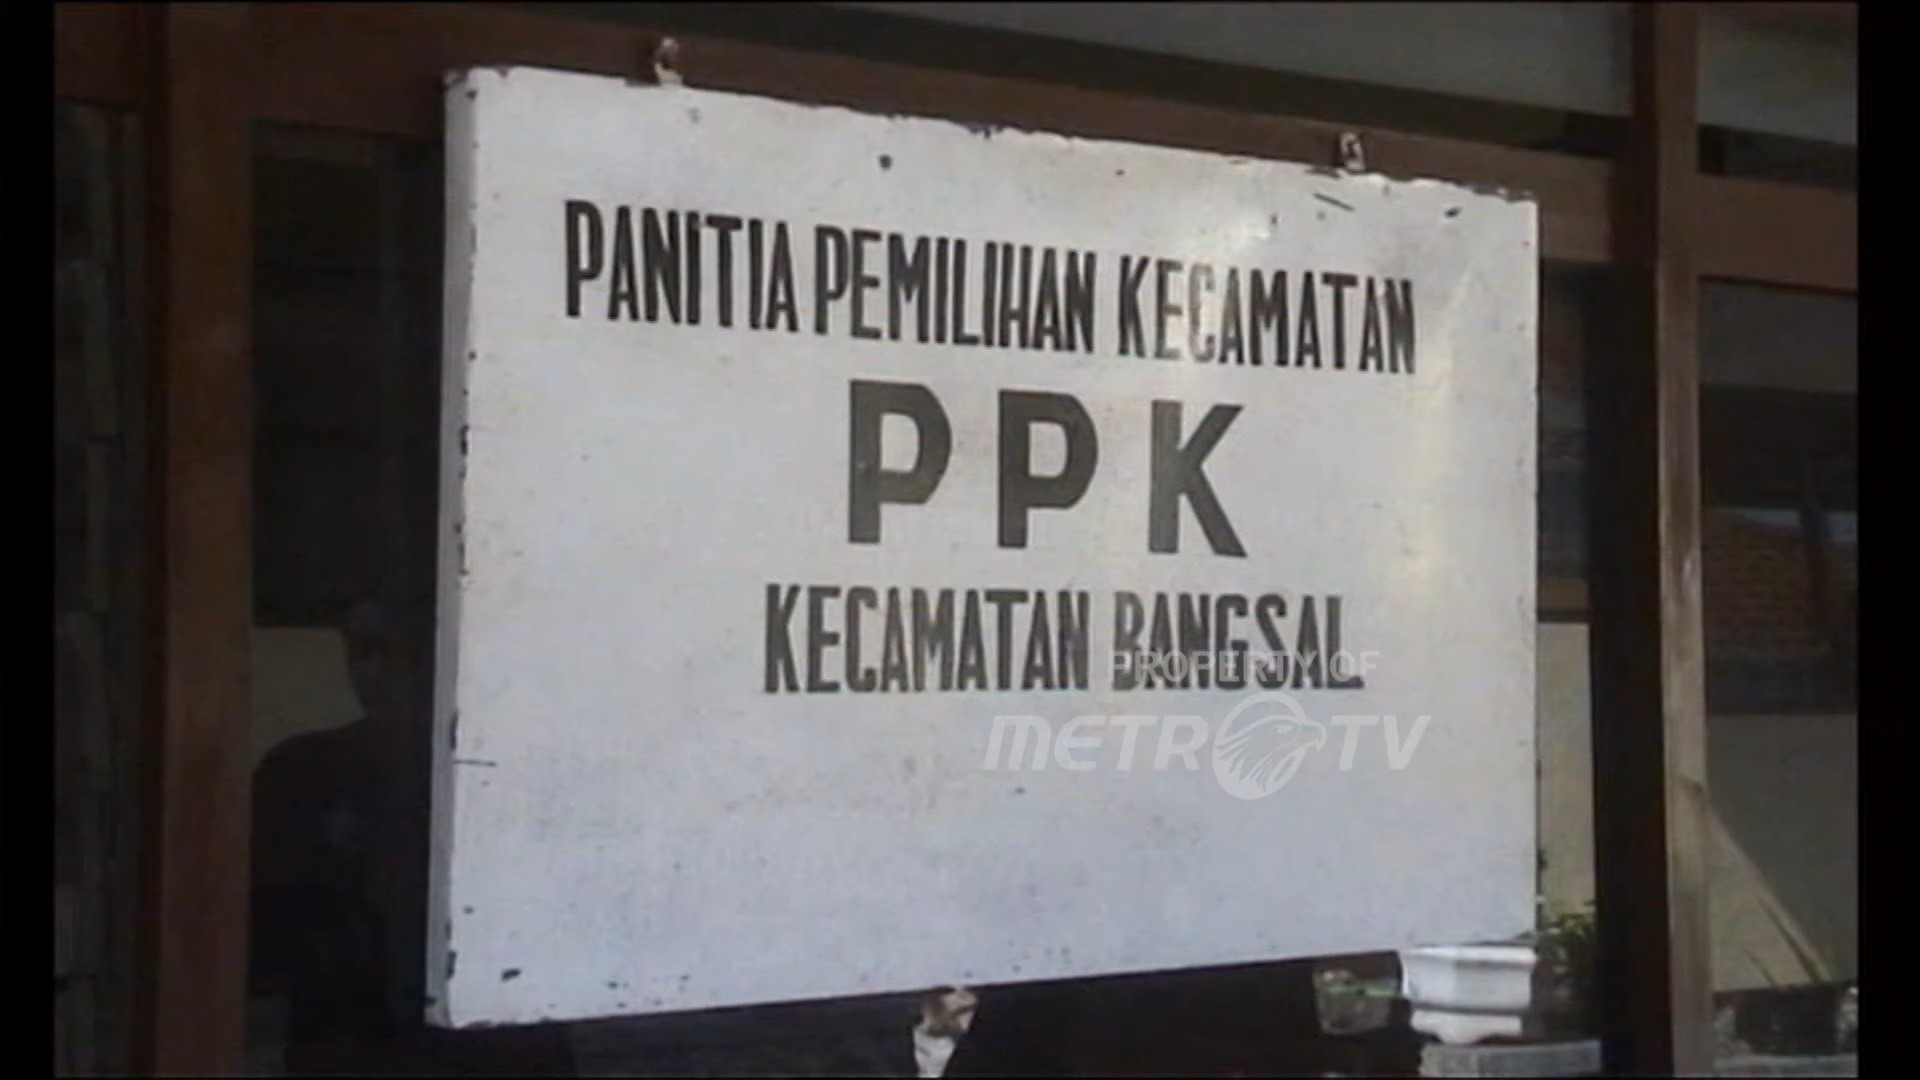 PANITIA PEMILIHAN KECAMATAN
PPK
KECAMATAN BANGSAL
PROPERTY OF
METRO TV